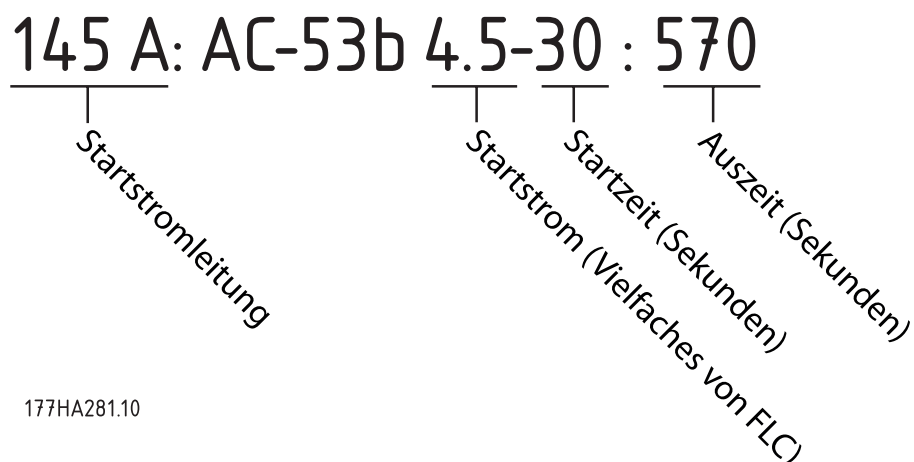 145 A: AC-53b 4.5-30 : 570
Startstromleitung
Startstrom (Vielfaches von FLC)
Startzeit (Sekunden)
Auszeit (Sekunden)
177HA281.10